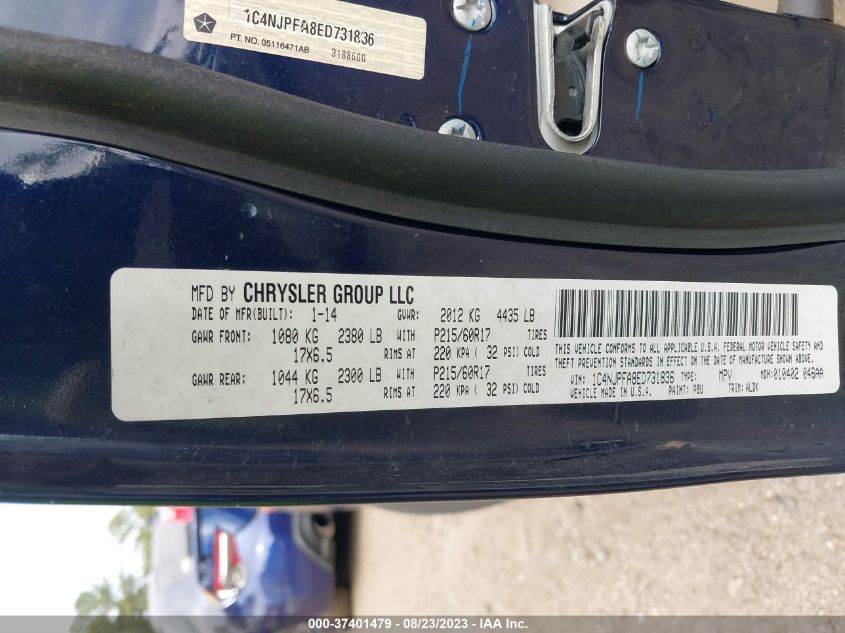 1C4NJPFA8ED731836
PT. NO. 05116471AB 3188600
MFD BY CHRYSLER GROUP LLC
DATE OF MFR(BUILT): 1-14 GVWR: 2012 KG 4435 LB
GAWR FRONT: 1080 KG 2380 LB WITH P215/60R17 TIRES
17X6.5 RIMS AT 220 KPA ( 32 PSI) COLD
GAWR REAR: 1044 KG 2300 LB WITH P215/60R17 TIRES
17X6.5 RIMS AT 220 KPA ( 32 PSI) COLD
THIS VEHICLE CONFORMS TO ALL APPLICABLE U.S.A. FEDERAL MOTOR VEHICLE SAFETY AND
THEFT PREVENTION STANDARDS IN EFFECT ON THE DATE OF MANUFACTURE SHOWN ABOVE.
VIN: 1C4NJPFA8ED731836 TYPE: MPV MDH: 010402 048AA
VEHICLE MADE IN U.S.A. PAINT: PBU TRIM: ALDX
000-37401479 - 08/23/2023 - IAAI Inc.